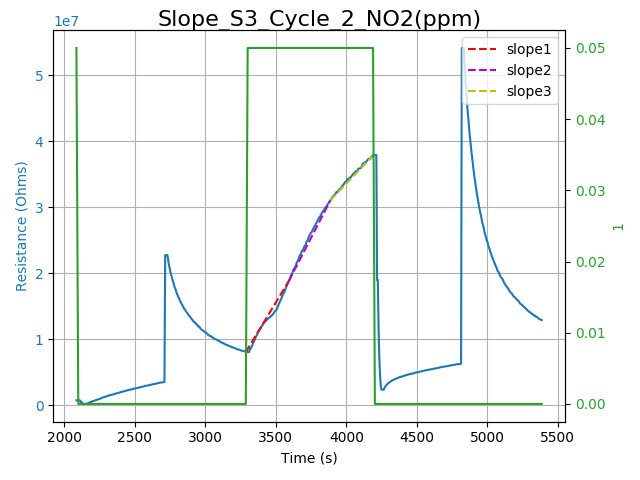 Slope_S3_Cycle_2_NO2(ppm)
1e7
slope1
slope2
slope3
5
4
3
2
1
0
Resistance (Ohms)
0.05
0.04
0.03
0.02
0.01
0.00
1
2000 2500 3000 3500 4000 4500 5000 5500
Time (s)